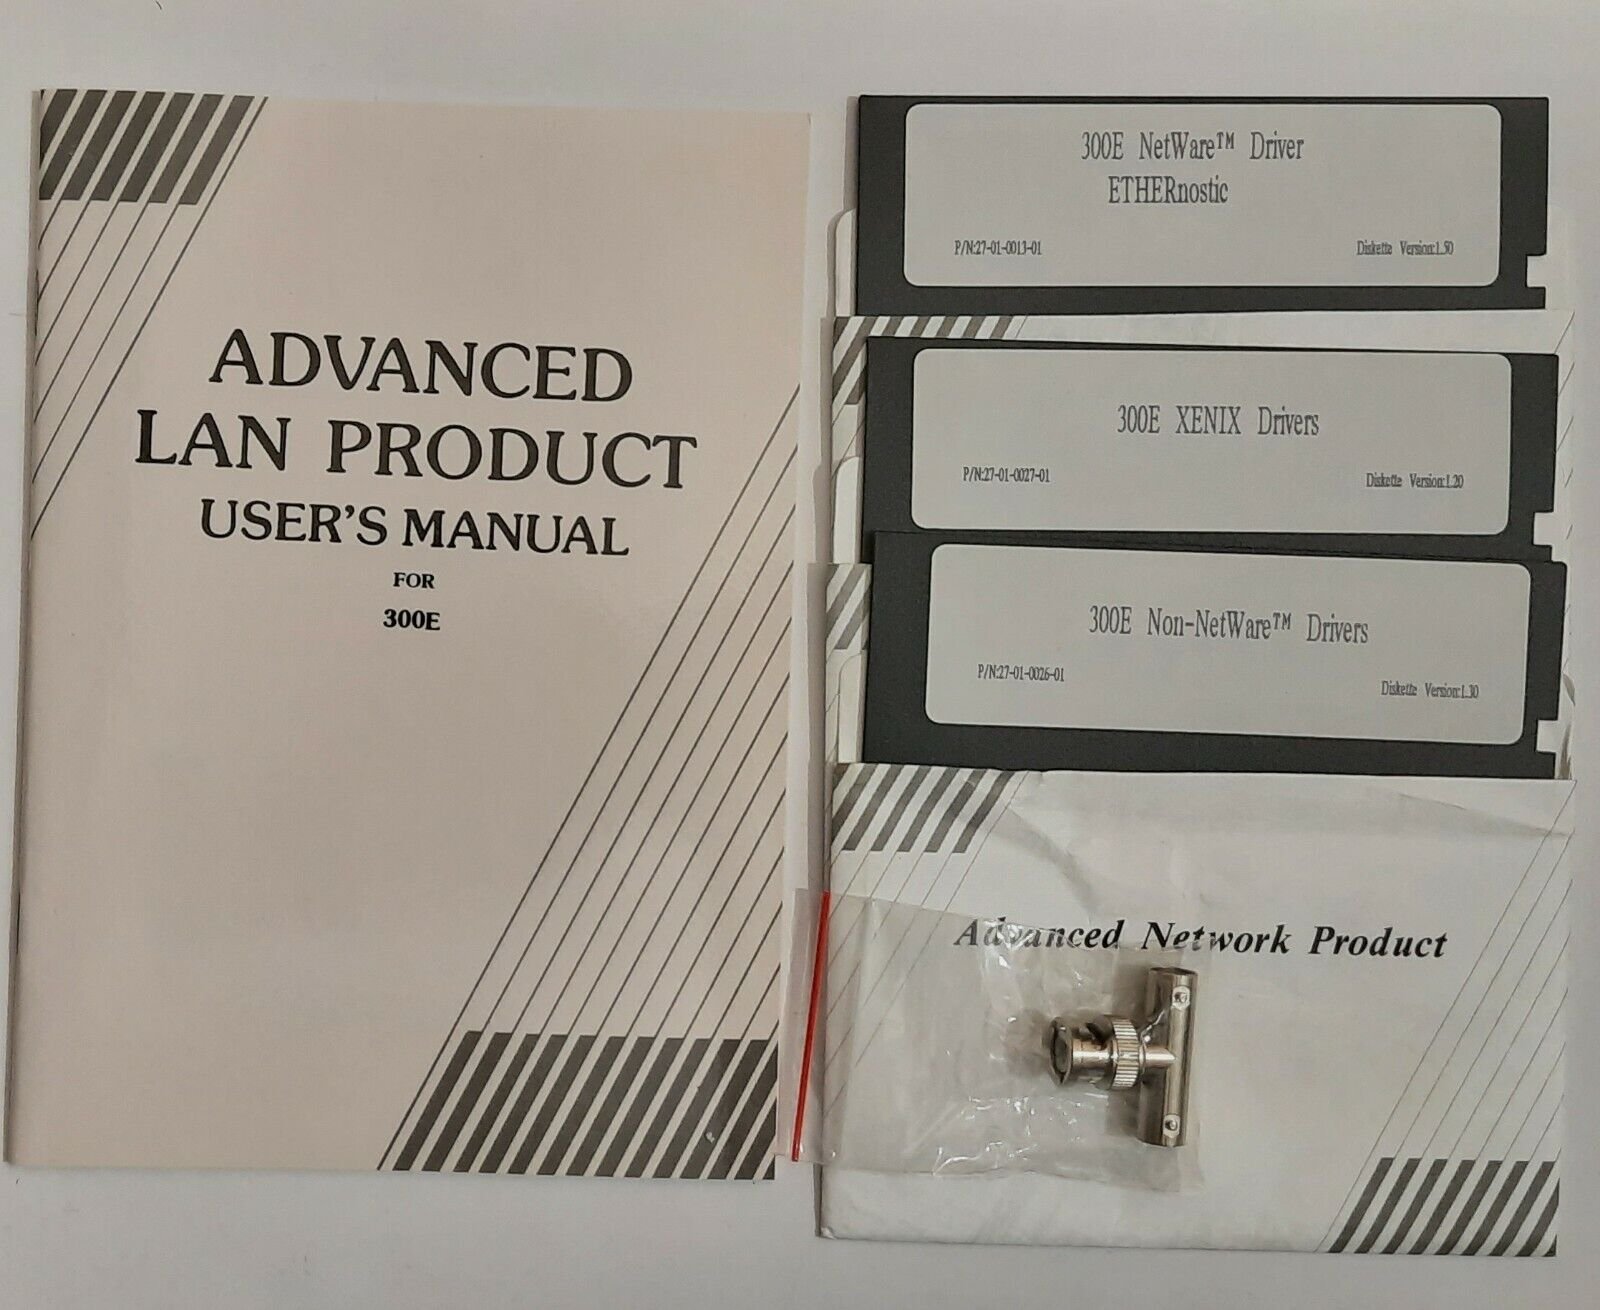 ADVANCED
LAN PRODUCT
USER'S MANUAL
FOR
300E
300E NetWare™ Driver
ETHERnostic
P/N:27-01-0013-01 Diskette Version:1.50
300E XENIX Drivers
P/N:27-01-0027-01 Diskette Version:1.20
300E Non-NetWare™ Drivers
P/N:27-01-0026-01 Diskette Version:1.30
Advanced Network Product